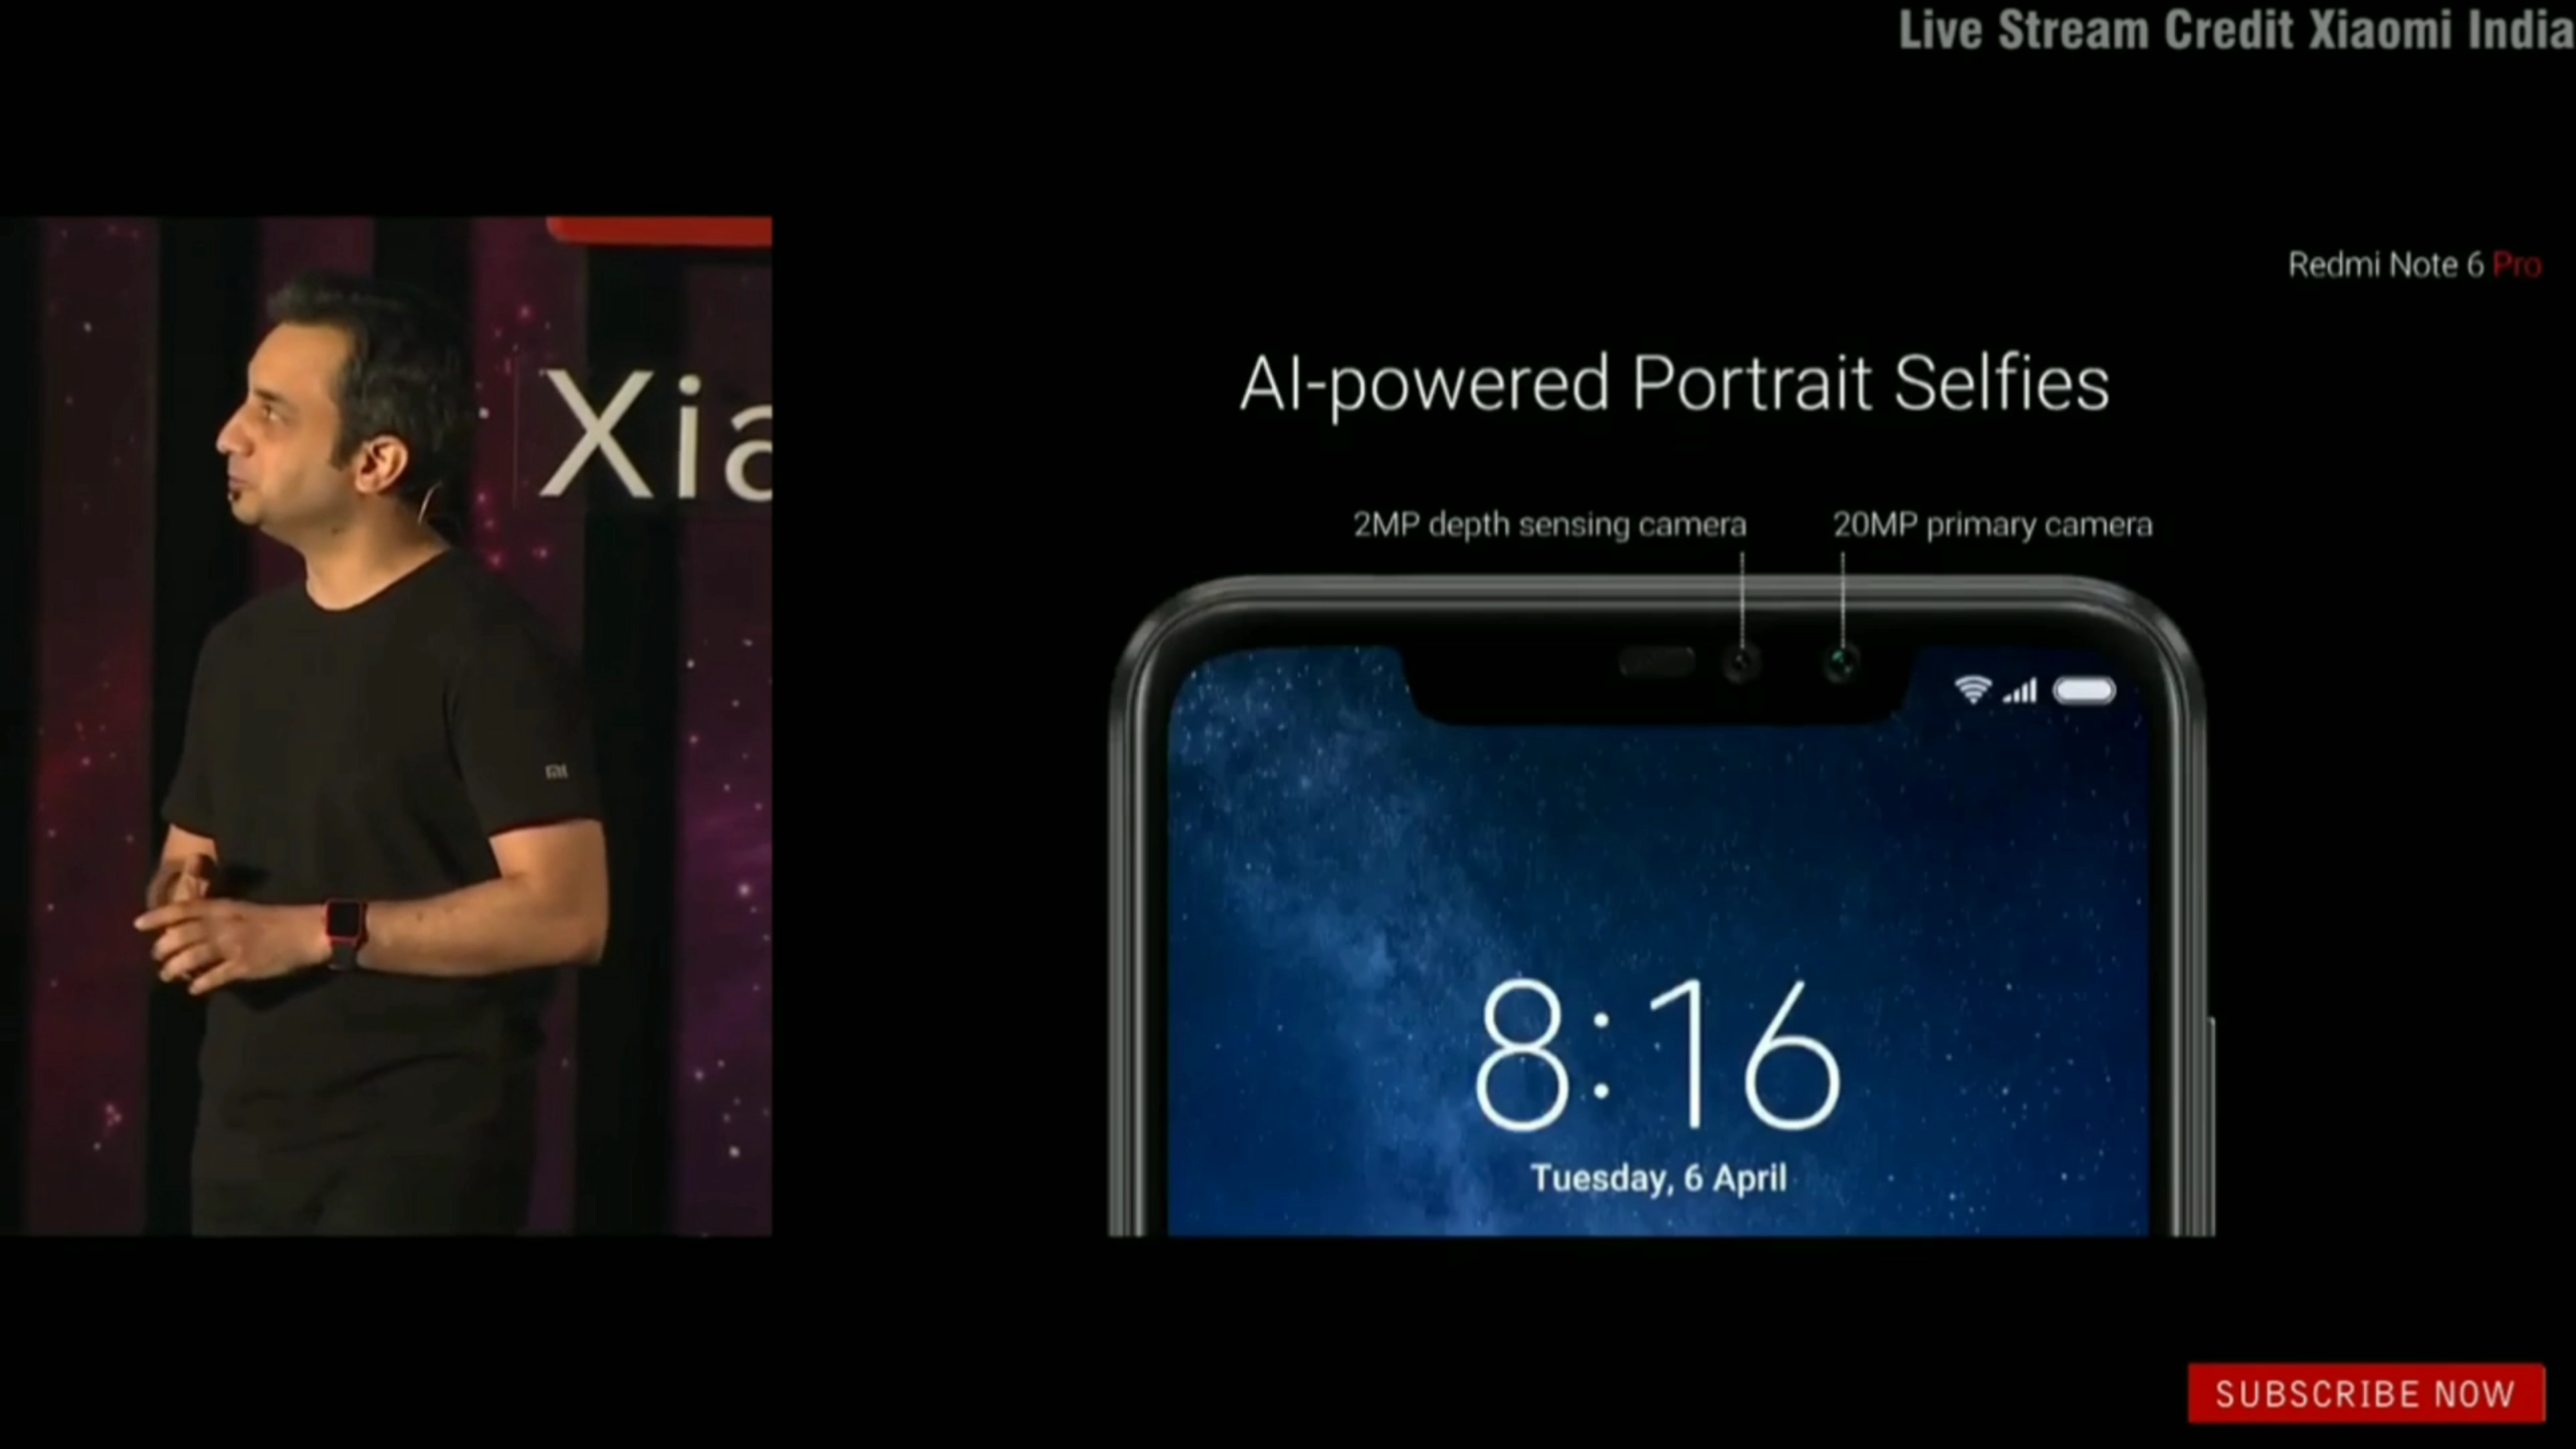 Live Stream Credit Xiaomi India
Redmi Note 6 Pro
AI-powered Portrait Selfies
2MP depth sensing camera
20MP primary camera
8:16
Tuesday, 6 April
Xia
mi
SUBSCRIBE NOW